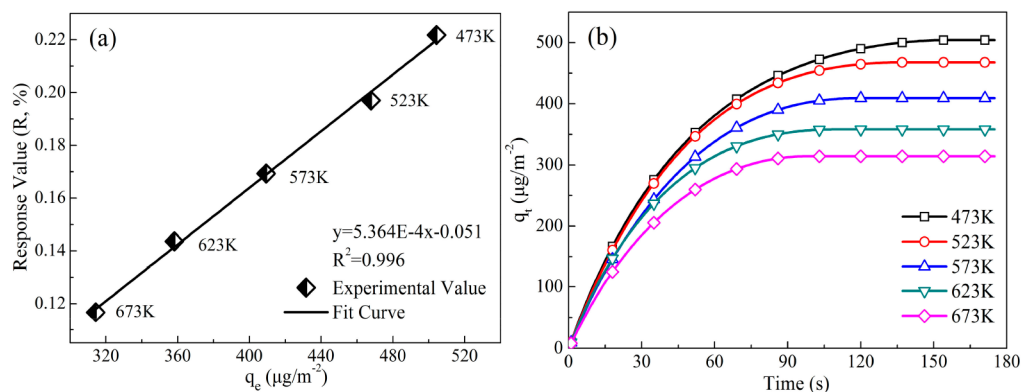 (a)
Response Value (R, %)
0.22
0.20
0.18
0.16
0.14
0.12
473K
523K
573K
623K
673K
y=5.364E-4x-0.051
R²=0.996
Experimental Value
Fit Curve
320 360 400 440 480 520
qₑ (μg/m⁻²)
(b)
qₜ (μg/m⁻²)
500
400
300
200
100
0
473K
523K
573K
623K
673K
0 30 60 90 120 150 180
Time (s)